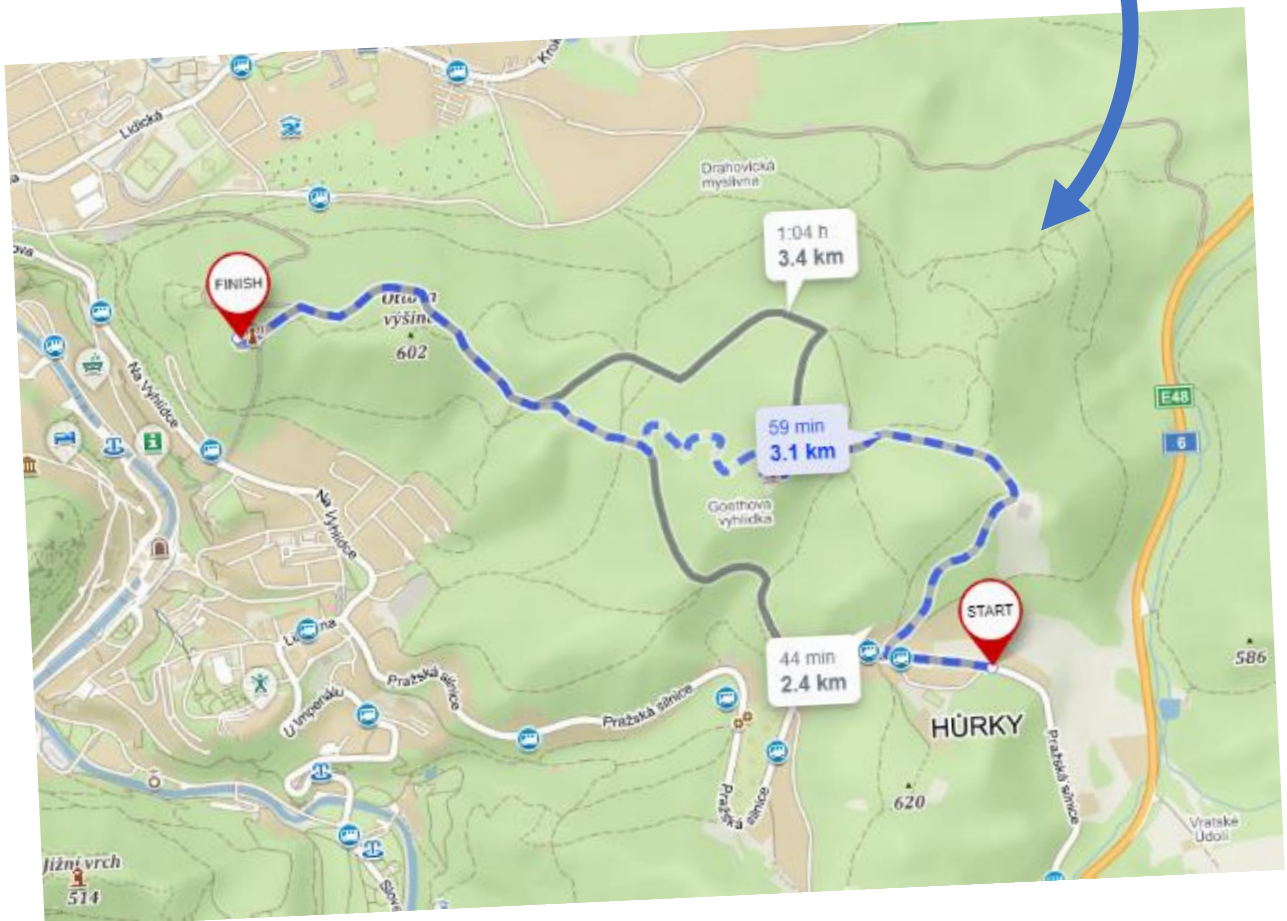 Lidická
Drahovická
myslivna
1:04 h
3.4 km
FINISH
výšina
602
Na Vyhlídce
E48
6
59 min
3.1 km
Goethova
vyhlídka
Na Vyhlídce
START
44 min
2.4 km
586
U Imperiálu
Pražská silnice
Pražská silnice
HŮRKY
Pražská silnice
Pražská silnice
620
Vratské
Údolí
Jižní vrch
514